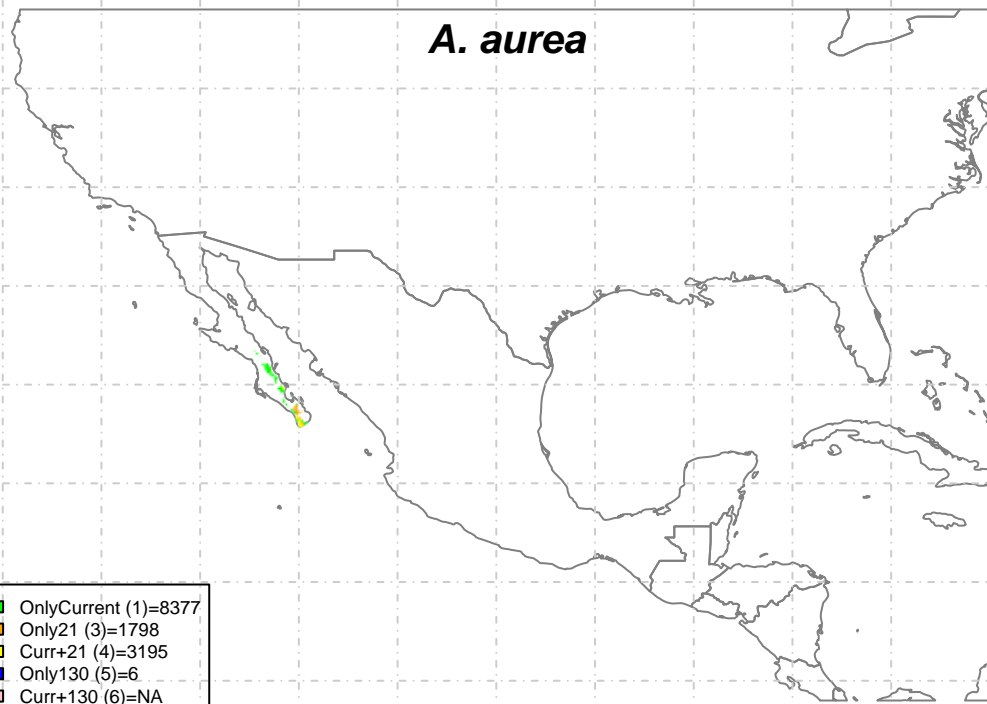 A. aurea
OnlyCurrent (1)=8377
Only21 (3)=1798
Curr+21 (4)=3195
Only130 (5)=6
Curr+130 (6)=NA